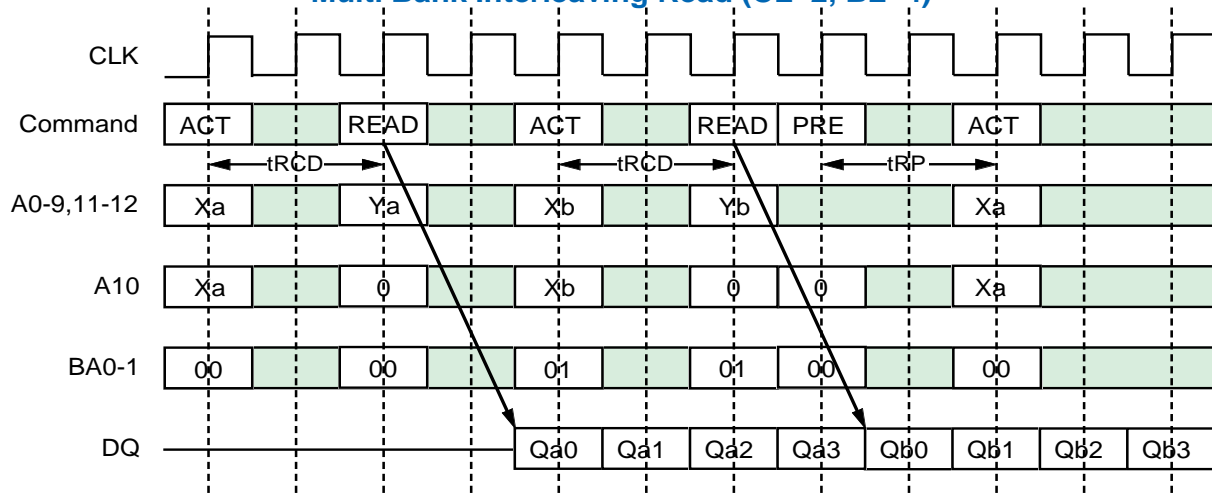 Multi Bank Interleaving Read (CL=2, BL=4)
CLK
Command ACT READ ACT READ PRE ACT
tRCD tRCD tRP
A0-9,11-12 Xa Ya Xb Yb Xa
A10 Xa 0 Xb 0 0 Xa
BA0-1 00 00 01 01 00 00
DQ Qa0 Qa1 Qa2 Qa3 Qb0 Qb1 Qb2 Qb3